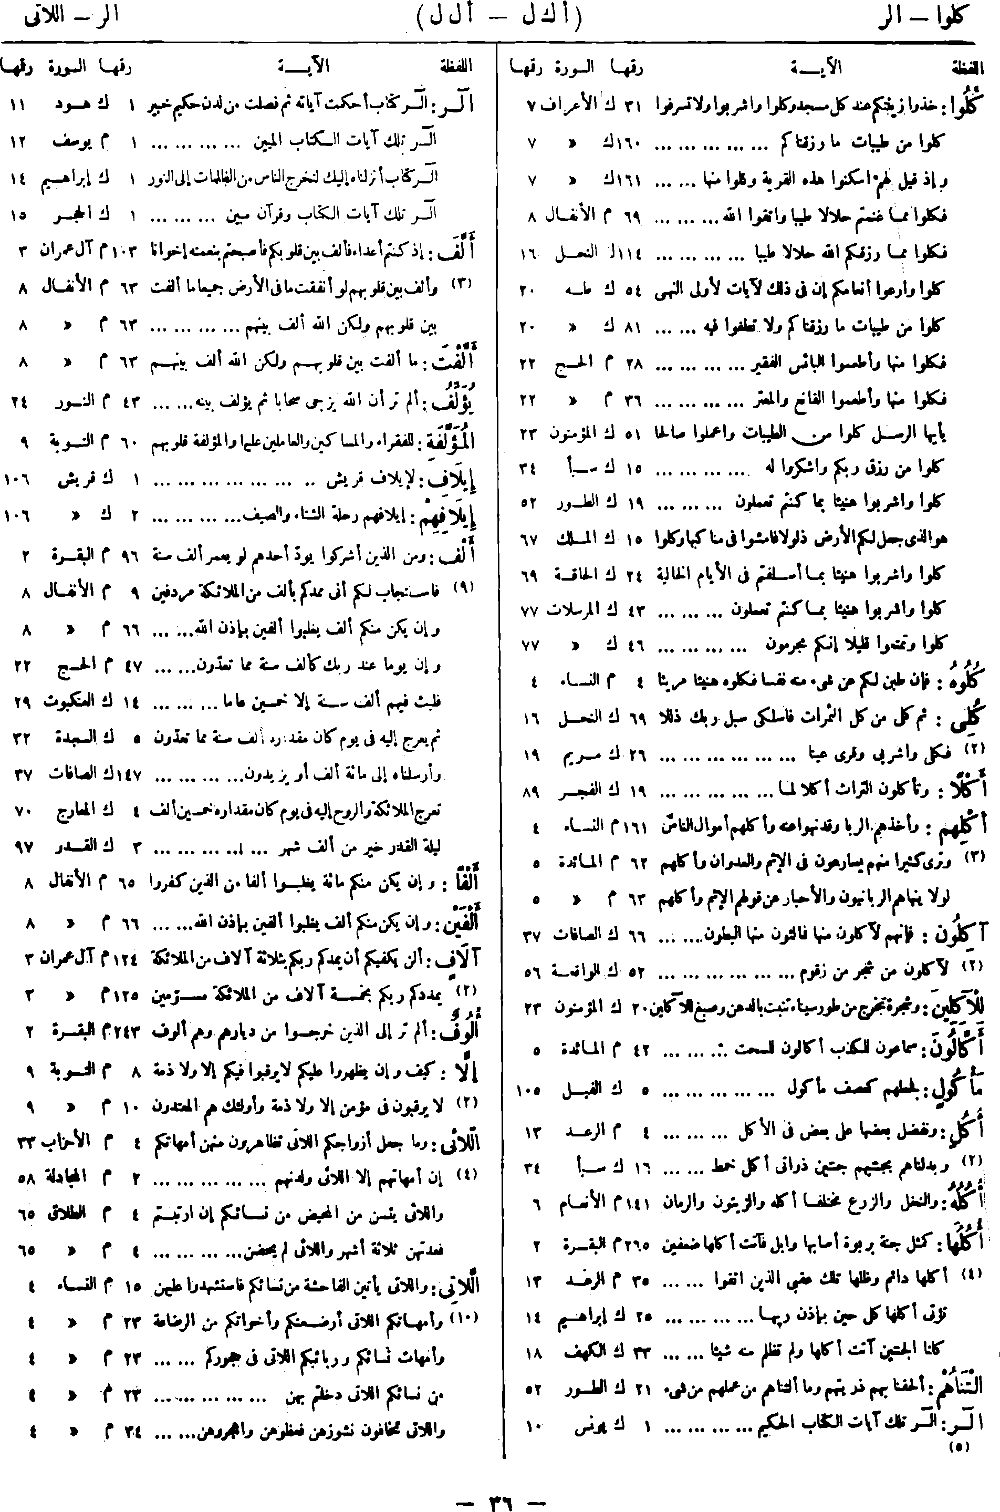 كلوا – الر
(أكل – ألل)
الر – اللاتى
اللفظة الآيــة رقها السورة رقها
كُلُوا : خذوا زينتكم عند كل مسجد وكلوا واشربوا ولا تسرفوا ٣١ ك الأعراف ٧
كلوا من طيبات ما رزقناكم ... ... ... ... ... ١٦٠ ك » ٧
وإذ قيل لهم اسكنوا هذه القرية وكلوا منها ... ... ١٦١ ك » ٧
فكلوا مما غنمتم حلالا طيبا واتقوا الله ... ... ... ٦٩ م الأنفال ٨
فكلوا مما رزقكم الله حلالا طيبا ... ... ... ... ١١٤ ك النحل ١٦
كلوا وارعوا أنعامكم إن فى ذلك لآيات لأولى النهى ٥٤ ك طه ٢٠
كلوا من طيبات ما رزقناكم ولا تطغوا فيه ... ... ٨١ ك » ٢٠
فكلوا منها وأطعموا البائس الفقير ... ... ... ... ٢٨ م الحج ٢٢
فكلوا منها وأطعموا القانع والمعتر ... ... ... ... ٣٦ م » ٢٢
يأيها الرسل كلوا من الطيبات واعملوا صالحا ٥١ ك المؤمنون ٢٣
كلوا من رزق ربكم واشكروا له ... ... ... ... ١٥ ك سبأ ٣٤
كلوا واشربوا هنيئا بما كنتم تعملون ... ... ... ١٩ ك الطور ٥٢
هو الذى جعل لكم الأرض ذلولا فامشوا فى مناكبها وكلوا ١٥ ك الملك ٦٧
كلوا واشربوا هنيئا بما أسلفتم فى الأيام الخالية ٢٤ ك الحاقة ٦٩
كلوا واشربوا هنيئا بما كنتم تعملون ... ... ... ٤٣ ك المرسلات ٧٧
كلوا وتمتعوا قليلا إنكم مجرمون ... ... ... ... ٤٦ ك » ٧٧
كُلُوهُ : فإن طبن لكم عن شىء منه نفسا فكلوه هنيئا مريئا ٤ م النساء ٤
كُلِى : ثم كلى من كل الثمرات فاسلكى سبل ربك ذللا ٦٩ ك النحل ١٦
(٢) فكلى واشربى وقرى عينا ... ... ... ... ... ... ٢٦ ك مريم ١٩
أَكْلًا : وتأكلون التراث أكلا لما ... ... ... ... ... ١٩ ك الفجر ٨٩
أَكْلِهِم : وأخذهم الربا وقد نهوا عنه وأكلهم أموال الناس ١٦١ م النساء ٤
(٣) وترى كثيرا منهم يسارعون فى الإثم والعدوان وأكلهم ٦٢ م المائدة ٥
لولا ينهاهم الربانيون والأحبار عن قولهم الإثم وأكلهم ٦٣ م » ٥
آكِلُون : فإنهم لآكلون منها فمالئون منها البطون ... ... ٦٦ ك الصافات ٣٧
(٢) لآكلون من شجر من زقوم ... ... ... ... ... ... ٥٢ ك الواقعة ٥٦
لِلْآكِلِينَ : وشجرة تخرج من طور سيناء تنبت بالدهن وصبغ للآكلين ٢٠ ك المؤمنون ٢٣
أَكَّالُونَ : سماعون للكذب أكالون للسحت ... ... ... ٤٢ م المائدة ٥
مَأْكُولٍ : فجعلهم كعصف مأكول ... ... ... ... ... ٥ ك الفيل ١٠٥
أُكُلٍ : ونفضل بعضها على بعض فى الأكل ... ... ... ٤ م الرعد ١٣
(٢) وبدلناهم بجنتيهم جنتين ذواتى أكل خمط ... ... ١٦ ك سبأ ٣٤
أُكُلُهُ : والنخل والزرع مختلفا أكله والزيتون والرمان ١٤١ م الأنعام ٦
أُكُلُهَا : كمثل جنة بربوة أصابها وابل فآتت أكلها ضعفين ٢٦٥ م البقرة ٢
(٤) أكلها دائم وظلها تلك عقبى الذين اتقوا ... ... ٣٥ م الرعد ١٣
تؤتى أكلها كل حين بإذن ربها ... ... ... ... ٢٥ ك إبراهيم ١٤
كلتا الجنتين آتت أكلها ولم تظلم منه شيئا ... ... ٣٣ ك الكهف ١٨
أَلَتْنَاهُمْ : ألحقنا بهم ذريتهم وما ألتناهم من عملهم من شىء ٢١ ك الطور ٥٢
الٓر : الٓر تلك آيات الكتاب الحكيم ... ... ... ... ١ ك يونس ١٠
(٥)
اللفظة الآيــة رقها السورة رقها
الٓر : الٓر كتاب أحكمت آياته ثم فصلت من لدن حكيم خبير ١ ك هود ١١
الٓر تلك آيات الكتاب المبين ... ... ... ... ١ م يوسف ١٢
الٓر كتاب أنزلناه إليك لتخرج الناس من الظلمات إلى النور ١ ك إبراهيم ١٤
الٓر تلك آيات الكتاب وقرآن مبين ... ... ... ١ ك الحجر ١٥
أَلَّفَ : إذ كنتم أعداء فألف بين قلوبكم فأصبحتم بنعمته إخوانا ١٠٣ م آل عمران ٣
(٣) وألف بين قلوبهم لو أنفقت ما فى الأرض جميعا ما ألفت ٦٣ م الأنفال ٨
بين قلوبهم ولكن الله ألف بينهم ... ... ... ... ٦٣ م » ٨
أَلَّفْتَ : ما ألفت بين قلوبهم ولكن الله ألف بينهم ٦٣ م » ٨
يُؤَلِّفُ : ألم تر أن الله يزجى سحابا ثم يؤلف بينه ... ... ٤٣ م النور ٢٤
المُؤَلَّفَةِ : للفقراء والمساكين والعاملين عليها والمؤلفة قلوبهم ٦٠ م التوبة ٩
إِيلَافِ : لإيلاف قريش ... ... ... ... ... ... ١ ك قريش ١٠٦
إِيلَافِهِمْ : إيلافهم رحلة الشتاء والصيف ... ... ... ... ٢ ك » ١٠٦
أَلْف : ومن الذين أشركوا يود أحدهم لو يعمر ألف سنة ٩٦ م البقرة ٢
(٩) فاستجاب لكم أنى ممدكم بألف من الملائكة مردفين ٩ م الأنفال ٨
وإن يكن منكم ألف يغلبوا ألفين بإذن الله ... ... ٦٦ م » ٨
وإن يوما عند ربك كألف سنة مما تعدون ... ... ٤٧ م الحج ٢٢
فلبث فيهم ألف سنة إلا خمسين عاما ... ... ... ١٤ ك العنكبوت ٢٩
ثم يعرج إليه فى يوم كان مقداره ألف سنة مما تعدون ٥ ك السجدة ٣٢
وأرسلناه إلى مائة ألف أو يزيدون ... ... ... ... ١٤٧ ك الصافات ٣٧
تعرج الملائكة والروح إليه فى يوم كان مقداره خمسين ألف ٤ ك المعارج ٧٠
ليلة القدر خير من ألف شهر ... ... ... ... ... ٣ ك القدر ٩٧
أَلْفًا : وإن يكن منكم مائة يغلبوا ألفا من الذين كفروا ٦٥ م الأنفال ٨
أَلْفَيْنِ : وإن يكن منكم ألف يغلبوا ألفين بإذن الله ... ... ٦٦ م » ٨
آلَافٍ : ألن يكفيكم أن يمدكم ربكم بثلاثة آلاف من الملائكة ١٢٤ م آل عمران ٣
(٢) يمددكم ربكم بخمسة آلاف من الملائكة مسومين ١٢٥ م » ٣
أُلُوفٌ : ألم تر إلى الذين خرجوا من ديارهم وهم ألوف ٢٤٣ م البقرة ٢
إِلًّا : كيف وإن يظهروا عليكم لا يرقبوا فيكم إلا ولا ذمة ٨ م التوبة ٩
(٢) لا يرقبون فى مؤمن إلا ولا ذمة وأولئك هم المعتدون ١٠ م » ٩
اللَّائى : وما جعل أزواجكم اللائى تظاهرون منهن أمهاتكم ٤ م الأحزاب ٣٣
(٤) إن أمهاتهم إلا اللائى ولدنهم ... ... ... ... ٢ م المجادلة ٥٨
واللائى يئسن من المحيض من نسائكم إن ارتبتم ٤ م الطلاق ٦٥
فعدتهن ثلاثة أشهر واللائى لم يحضن ... ... ... ... ٤ م » ٦٥
اللَّاتِى : واللاتى يأتين الفاحشة من نسائكم فاستشهدوا عليهن ١٥ م النساء ٤
(١٠) وأمهاتكم اللاتى أرضعنكم وأخواتكم من الرضاعة ٢٣ م » ٤
وأمهات نسائكم وربائبكم اللاتى فى حجوركم ... ... ٢٣ م » ٤
من نسائكم اللاتى دخلتم بهن ... ... ... ... ... ٢٣ م » ٤
واللاتى تخافون نشوزهن فعظوهن واهجروهن ... ... ٣٤ م » ٤
– ٣٦ –